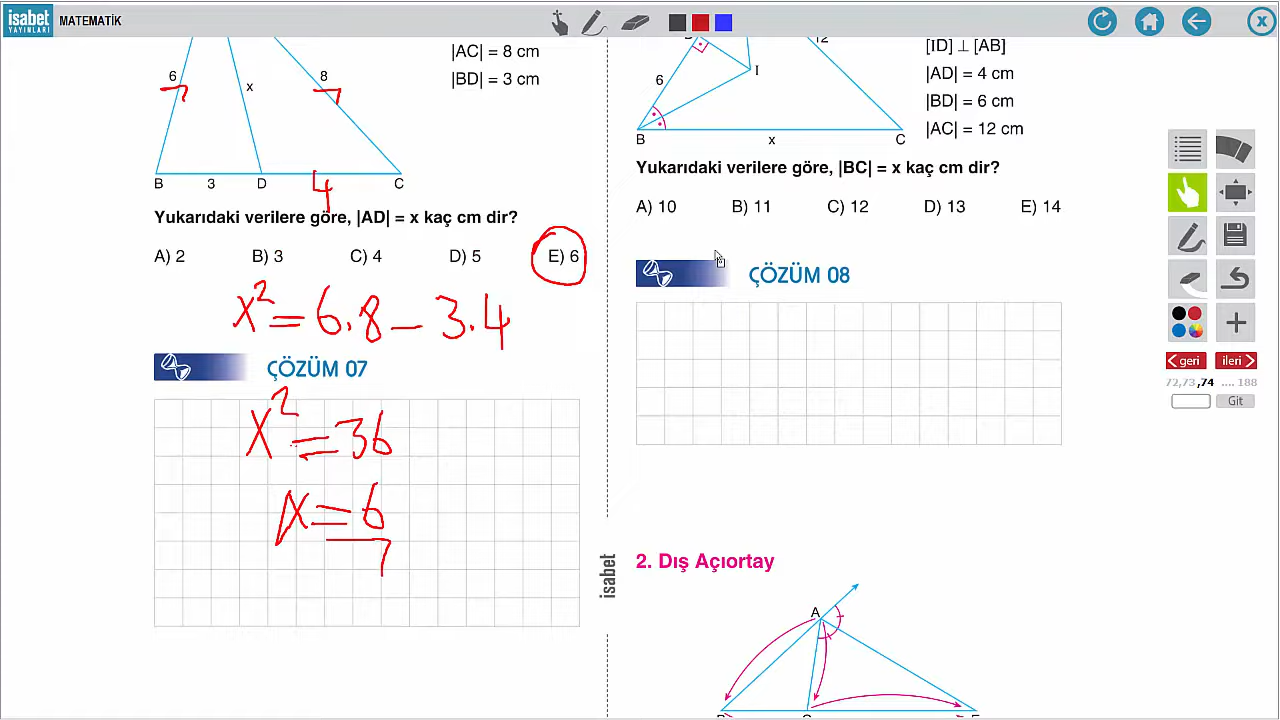 isabet
YAYINLARI
MATEMATİK
|AC| = 8 cm
|BD| = 3 cm
6
x
8
B
3
D
4
C
Yukarıdaki verilere göre, |AD| = x kaç cm dir?
A) 2
B) 3
C) 4
D) 5
E) 6
x² = 6.8 - 3.4
ÇÖZÜM 07
x² = 36
x = 6
12
6
I
B
x
C
[ID] ⊥ [AB]
|AD| = 4 cm
|BD| = 6 cm
|AC| = 12 cm
Yukarıdaki verilere göre, |BC| = x kaç cm dir?
A) 10
B) 11
C) 12
D) 13
E) 14
ÇÖZÜM 08
isabet
2. Dış Açıortay
A
geri
ileri
72,73,74 .... 188
Git